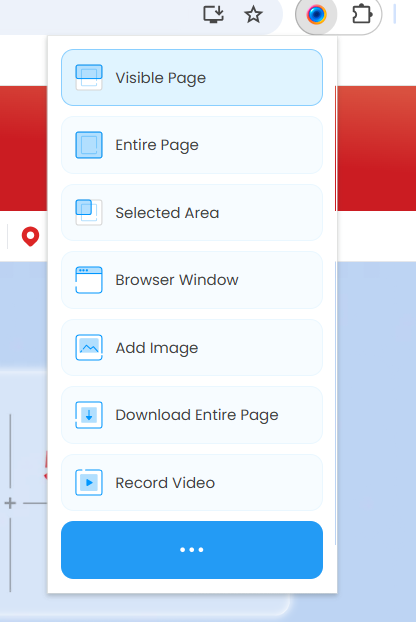 Visible Page
Entire Page
Selected Area
Browser Window
Add Image
Download Entire Page
Record Video
...